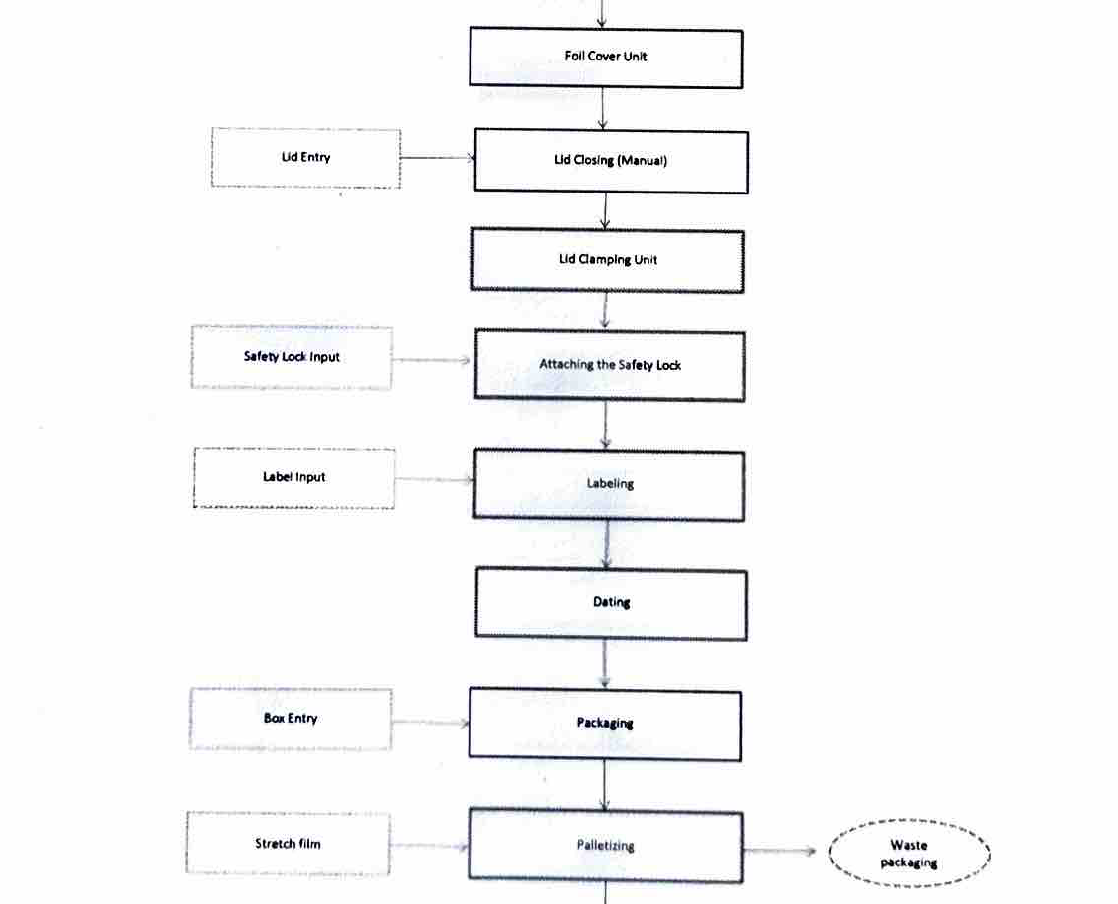 Foil Cover Unit
Lid Entry
Lid Closing (Manual)
Lid Clamping Unit
Safety Lock Input
Attaching the Safety Lock
Label Input
Labeling
Dating
Box Entry
Packaging
Stretch film
Palletizing
Waste
packaging